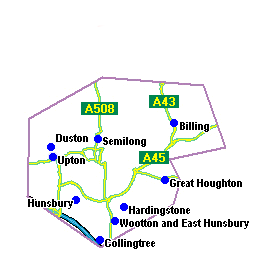 A43
A508
Billing
Duston
Semilong
Upton
A45
Great Houghton
Hunsbury
Hardingstone
Wootton and East Hunsbury
Collingtree